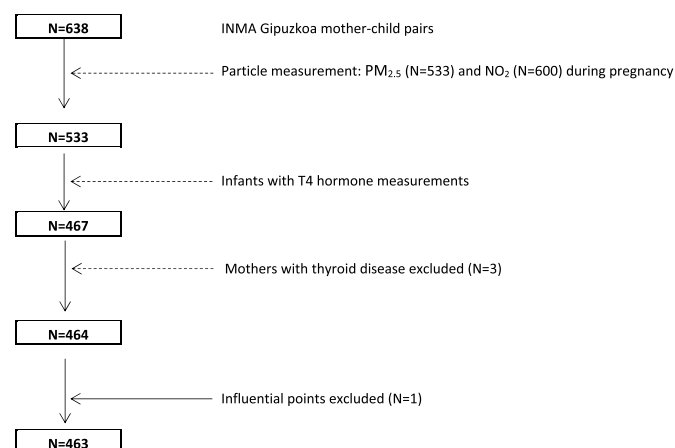 N=638
INMA Gipuzkoa mother-child pairs
Particle measurement: PM2.5 (N=533) and NO2 (N=600) during pregnancy
N=533
Infants with T4 hormone measurements
N=467
Mothers with thyroid disease excluded (N=3)
N=464
Influential points excluded (N=1)
N=463